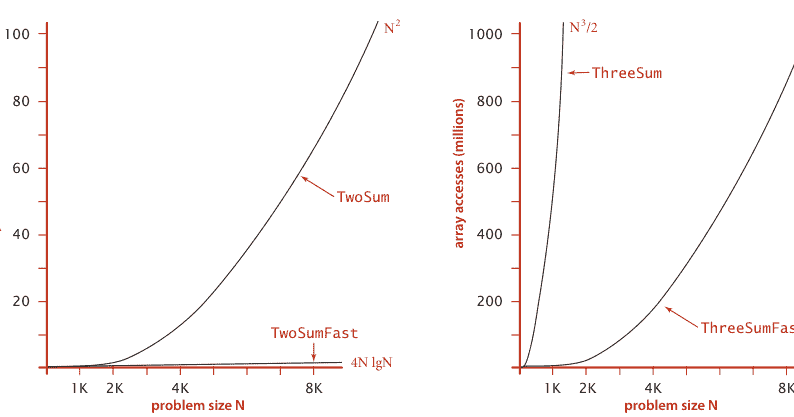 100
80
60
40
20
N²
TwoSum
TwoSumFast
4N lgN
1K 2K 4K 8K
problem size N
array accesses (millions)
1000
800
600
400
200
N³/2
ThreeSum
ThreeSumFas
1K 2K 4K 8K
problem size N